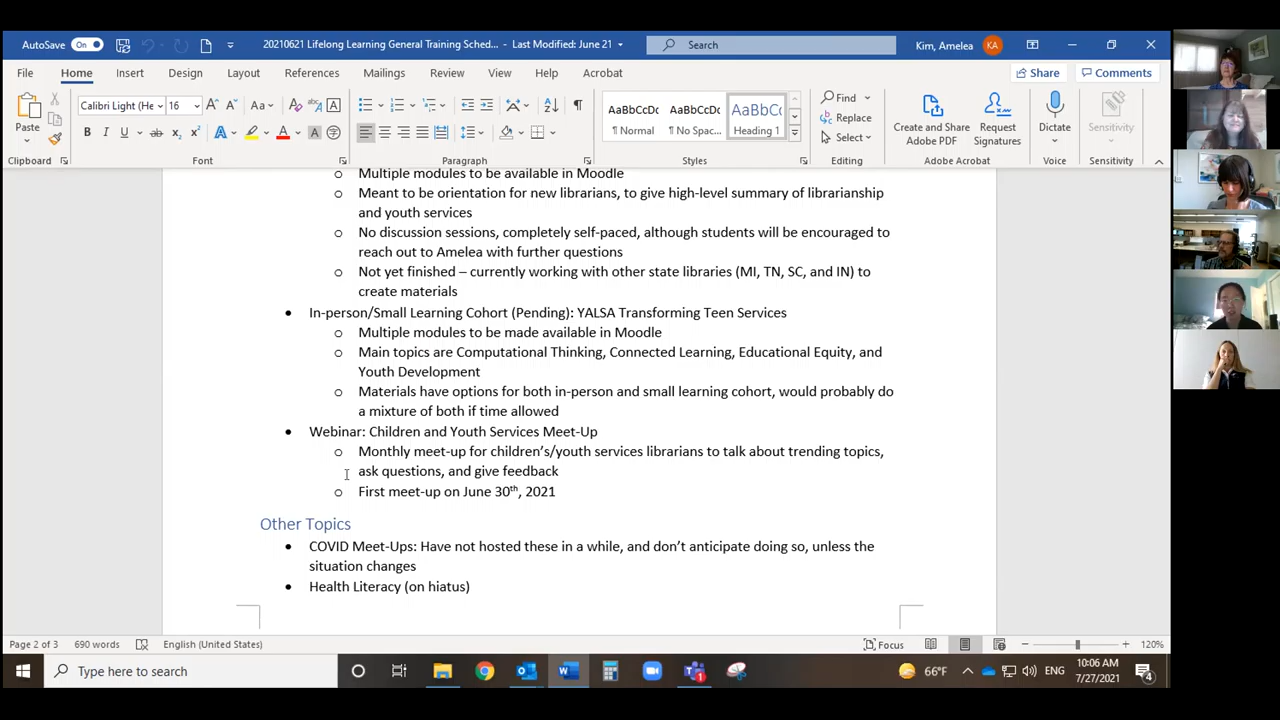 AutoSave On 20210621 Lifelong Learning General Training Sched... - Last Modified: June 21 Search Kim, Amelea KA
File Home Insert Design Layout References Mailings Review View Help Acrobat Share Comments
Calibri Light (He 16 Aa AaBbCcDc AaBbCcDc AaBbCc Find
Replace
Paste B I U ab x₂ x² A A A Normal No Spac... Heading 1 Select Create and Share Adobe PDF Request Signatures Dictate Sensitivity
Clipboard Font Paragraph Styles Editing Adobe Acrobat Voice Sensitivity
o Multiple modules to be available in Moodle
o Meant to be orientation for new librarians, to give high-level summary of librarianship
and youth services
o No discussion sessions, completely self-paced, although students will be encouraged to
reach out to Amelea with further questions
o Not yet finished – currently working with other state libraries (MI, TN, SC, and IN) to
create materials
• In-person/Small Learning Cohort (Pending): YALSA Transforming Teen Services
o Multiple modules to be made available in Moodle
o Main topics are Computational Thinking, Connected Learning, Educational Equity, and
Youth Development
o Materials have options for both in-person and small learning cohort, would probably do
a mixture of both if time allowed
• Webinar: Children and Youth Services Meet-Up
o Monthly meet-up for children's/youth services librarians to talk about trending topics,
ask questions, and give feedback
o First meet-up on June 30th, 2021
Other Topics
• COVID Meet-Ups: Have not hosted these in a while, and don't anticipate doing so, unless the
situation changes
• Health Literacy (on hiatus)
Page 2 of 3 690 words English (United States) Focus 120%
Type here to search 66°F ENG 10:06 AM
7/27/2021 4